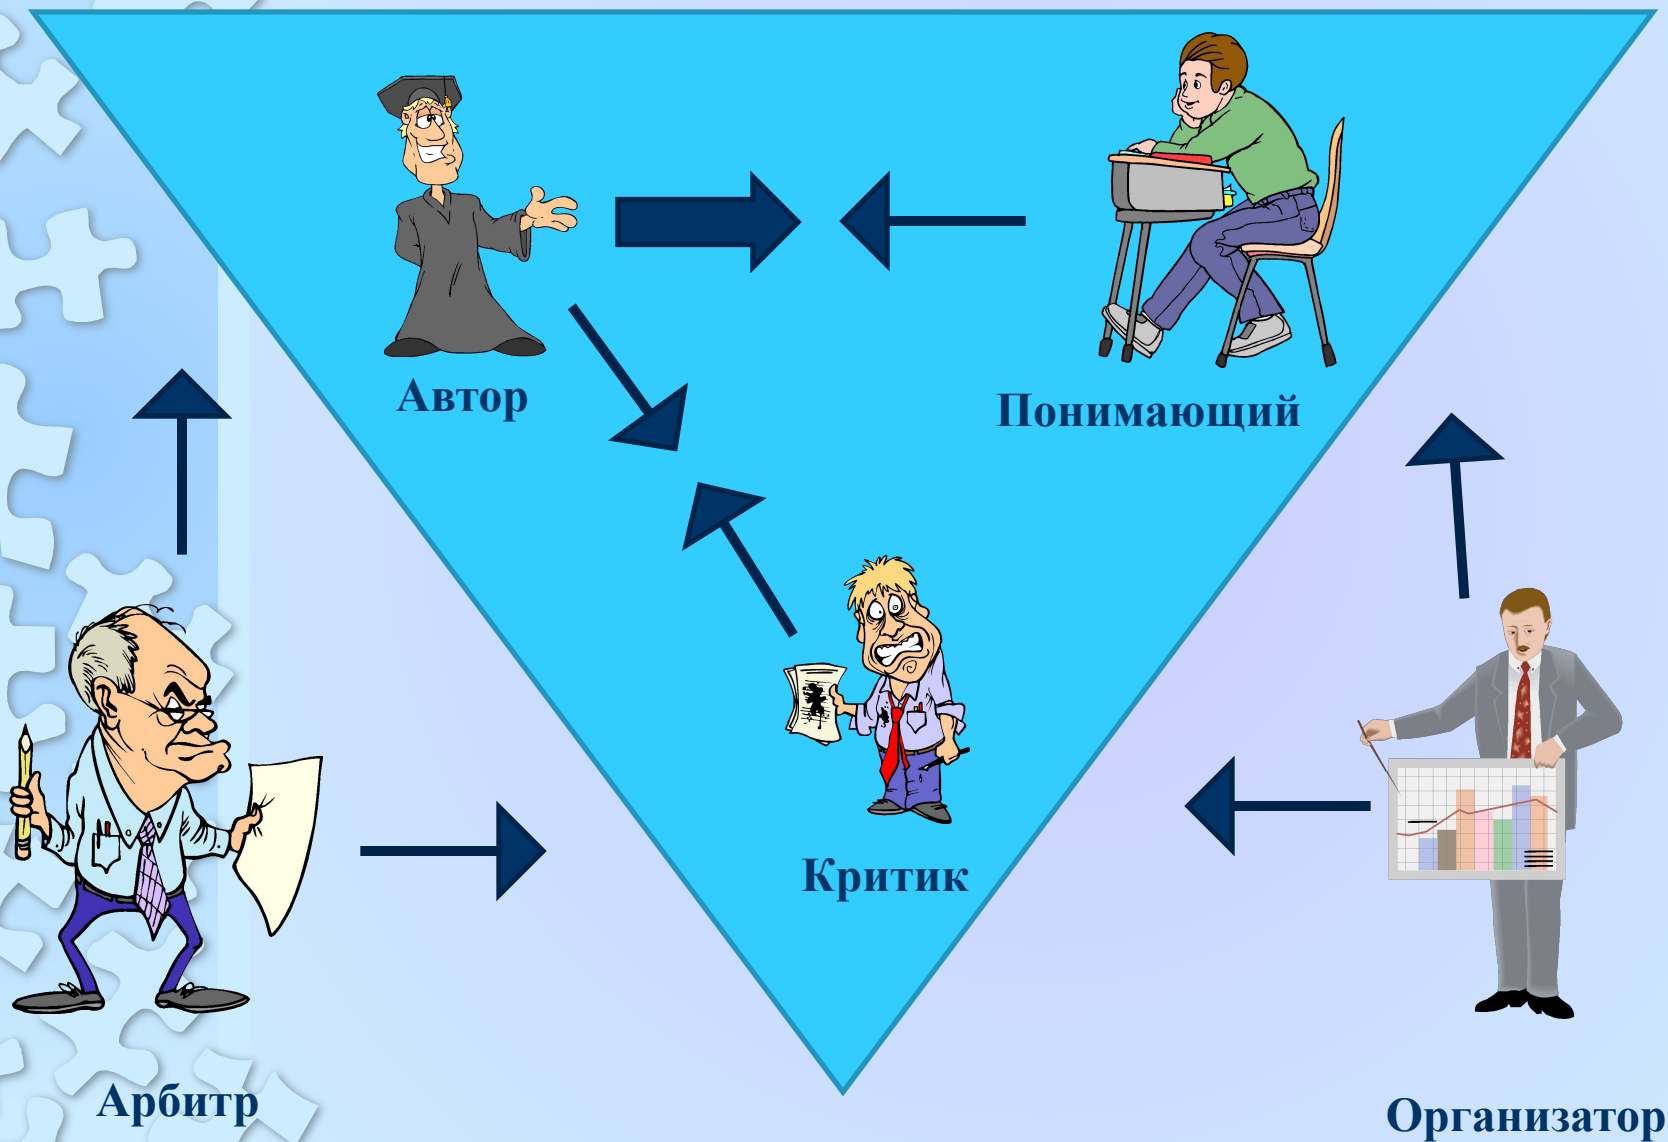 Автор
Понимающий
Критик
Арбитр
Организатор